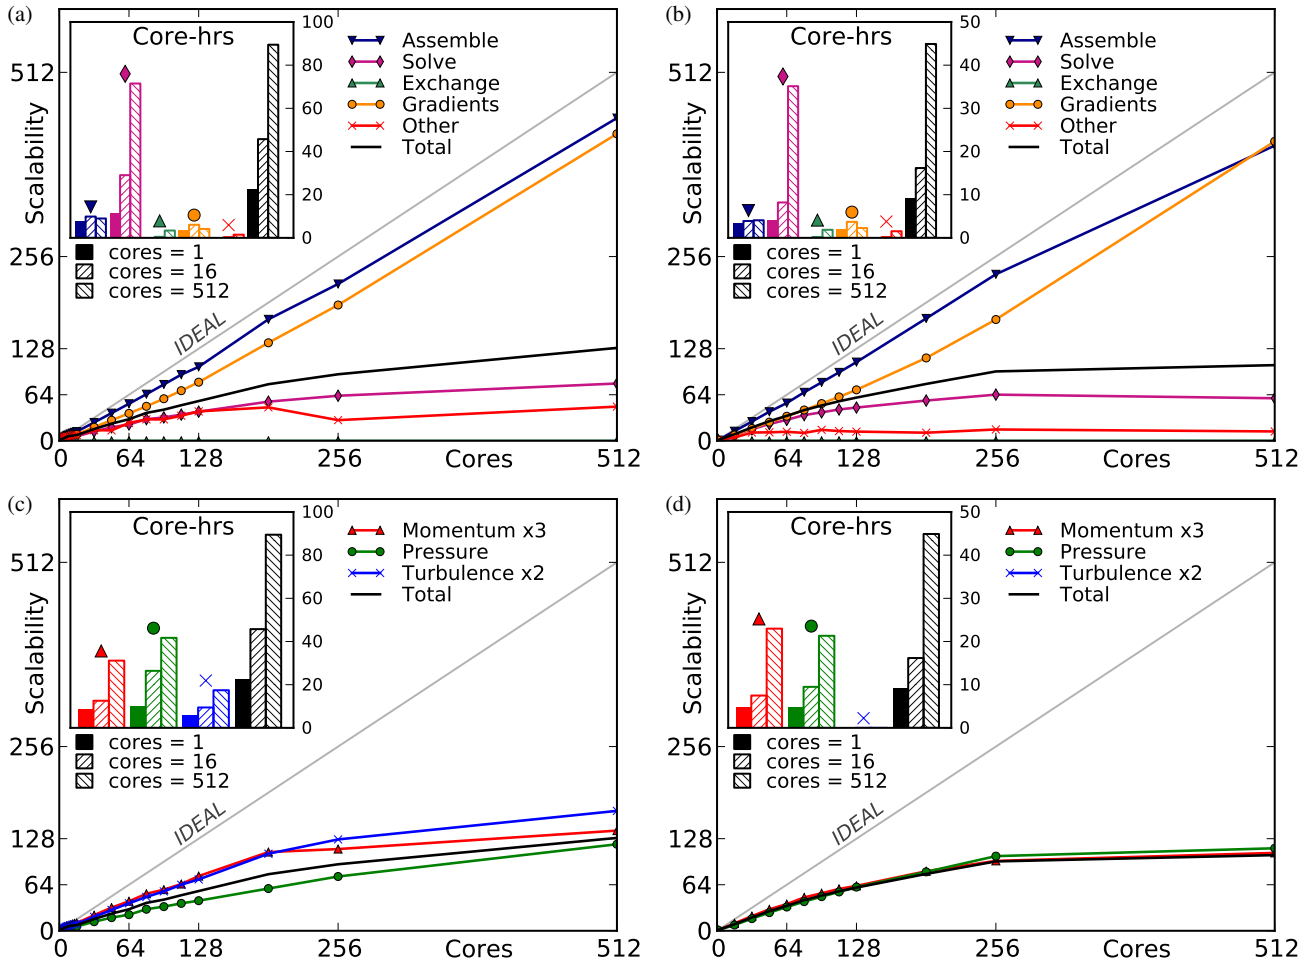 (a)
Core-hrs
100
80
60
40
20
0
Assemble
Solve
Exchange
Gradients
Other
Total
cores = 1
cores = 16
cores = 512
IDEAL
Scalability
512
256
128
64
0
0 64 128 256 Cores 512
(b)
Core-hrs
50
40
30
20
10
0
Assemble
Solve
Exchange
Gradients
Other
Total
cores = 1
cores = 16
cores = 512
IDEAL
Scalability
512
256
128
64
0
0 64 128 256 Cores 512
(c)
Core-hrs
100
80
60
40
20
0
Momentum x3
Pressure
Turbulence x2
Total
cores = 1
cores = 16
cores = 512
IDEAL
Scalability
512
256
128
64
0
0 64 128 256 Cores 512
(d)
Core-hrs
50
40
30
20
10
0
Momentum x3
Pressure
Turbulence x2
Total
cores = 1
cores = 16
cores = 512
IDEAL
Scalability
512
256
128
64
0
0 64 128 256 Cores 512